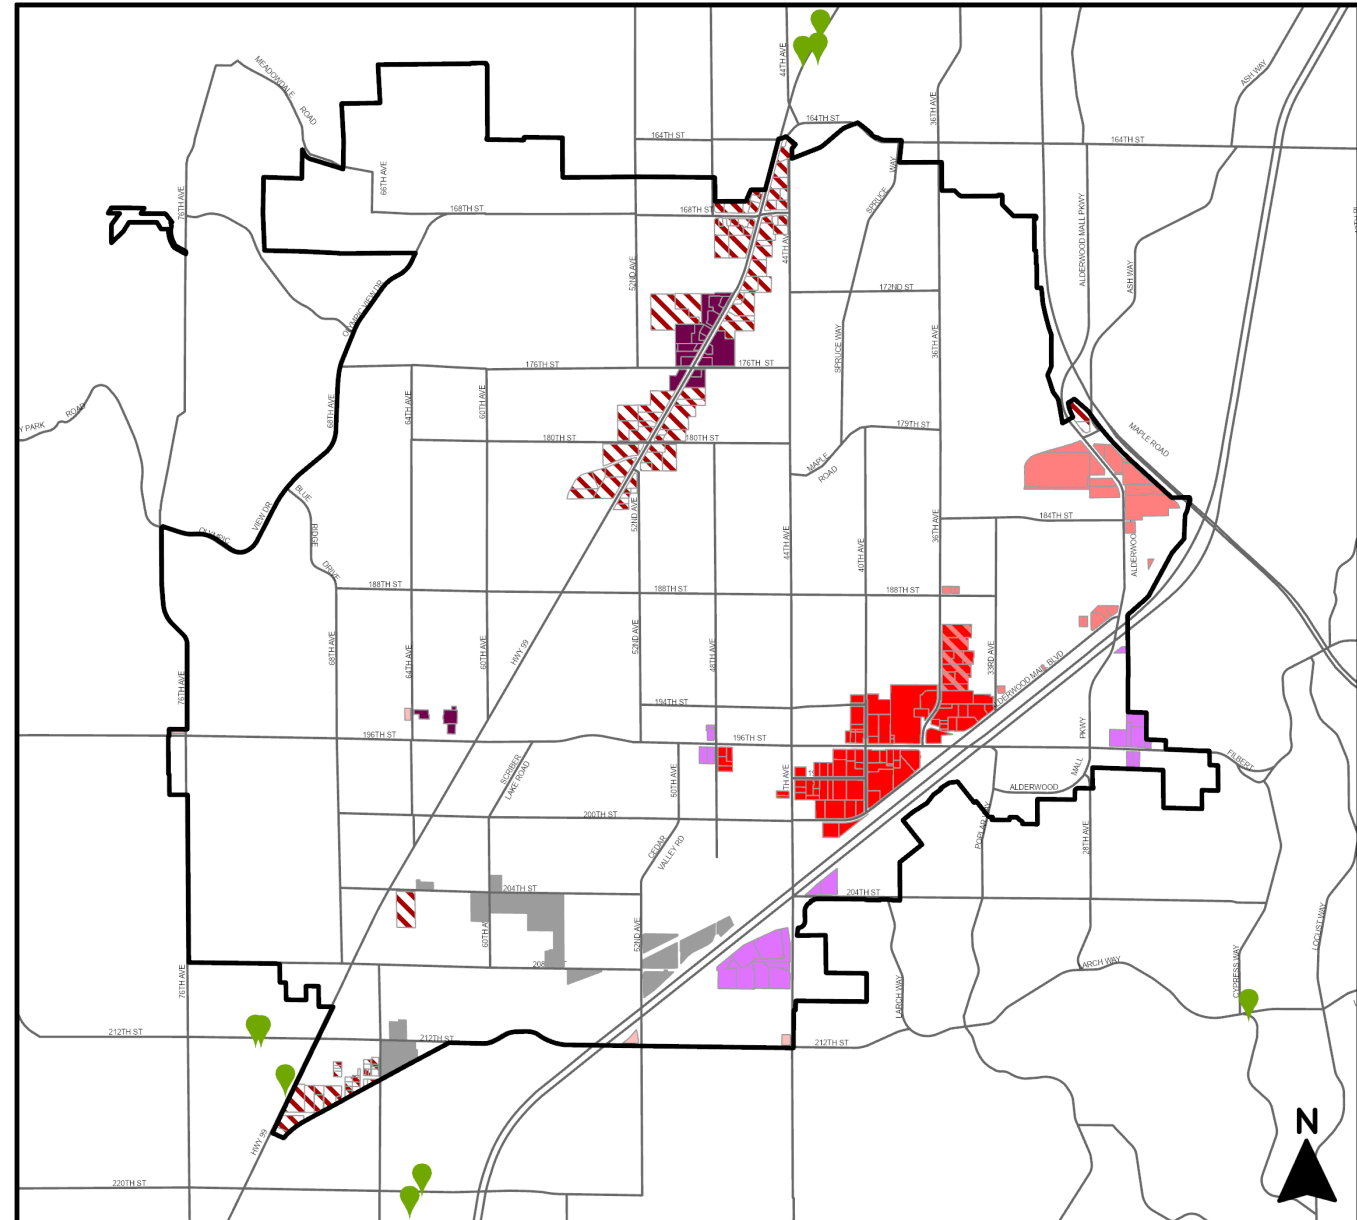 44TH AVE
ASH WAY
MEADOWDALE
ROAD
36TH AVE
164TH ST
164TH ST
164TH ST
66TH AVE
WAY
SPRUCE
76TH AVE
168TH ST
168TH ST
ALDERWOOD MALL PKWY
44TH AV
52ND AVE
ASH WAY
172ND ST
OLYMPIC VIEW DR
SPRUCE WAY
36TH AVE
176TH ST
176TH ST
68TH AVE
64TH AVE
60TH AVE
Y PARK
ROAD
179TH ST
180TH ST
180TH ST
MAPLE ROAD
MAPLE
ROAD
BLUE
RIDGE
DRIVE
OLYMPIC
VIEW DR
52ND AVE
44TH AVE
40TH AVE
36TH AVE
184TH ST
ALDERWOO
188TH ST
188TH ST
188TH ST
68TH AVE
64TH AVE
60TH AVE
HWY 99
52ND AVE
48TH AVE
33RD AVE
76TH AVE
DERWOOD MALL BLVD
194TH ST
196TH ST
196TH ST
PKWY
MALL
FILBERT
SCRIBER
LAKE ROAD
50TH AVE
TH AVE
ALDERWOOD
200TH ST
POPLAR WAY
28TH AVE
CEDAR
VALLEY RD
204TH ST
204TH ST
60TH A
52ND AVE
208
ST
76TH AVE
LARCH WAY
ARCH WAY
CYPRESS WAY
LOCUST WAY
212TH ST
212TH ST
212TH ST
HWY 99
220TH ST
N